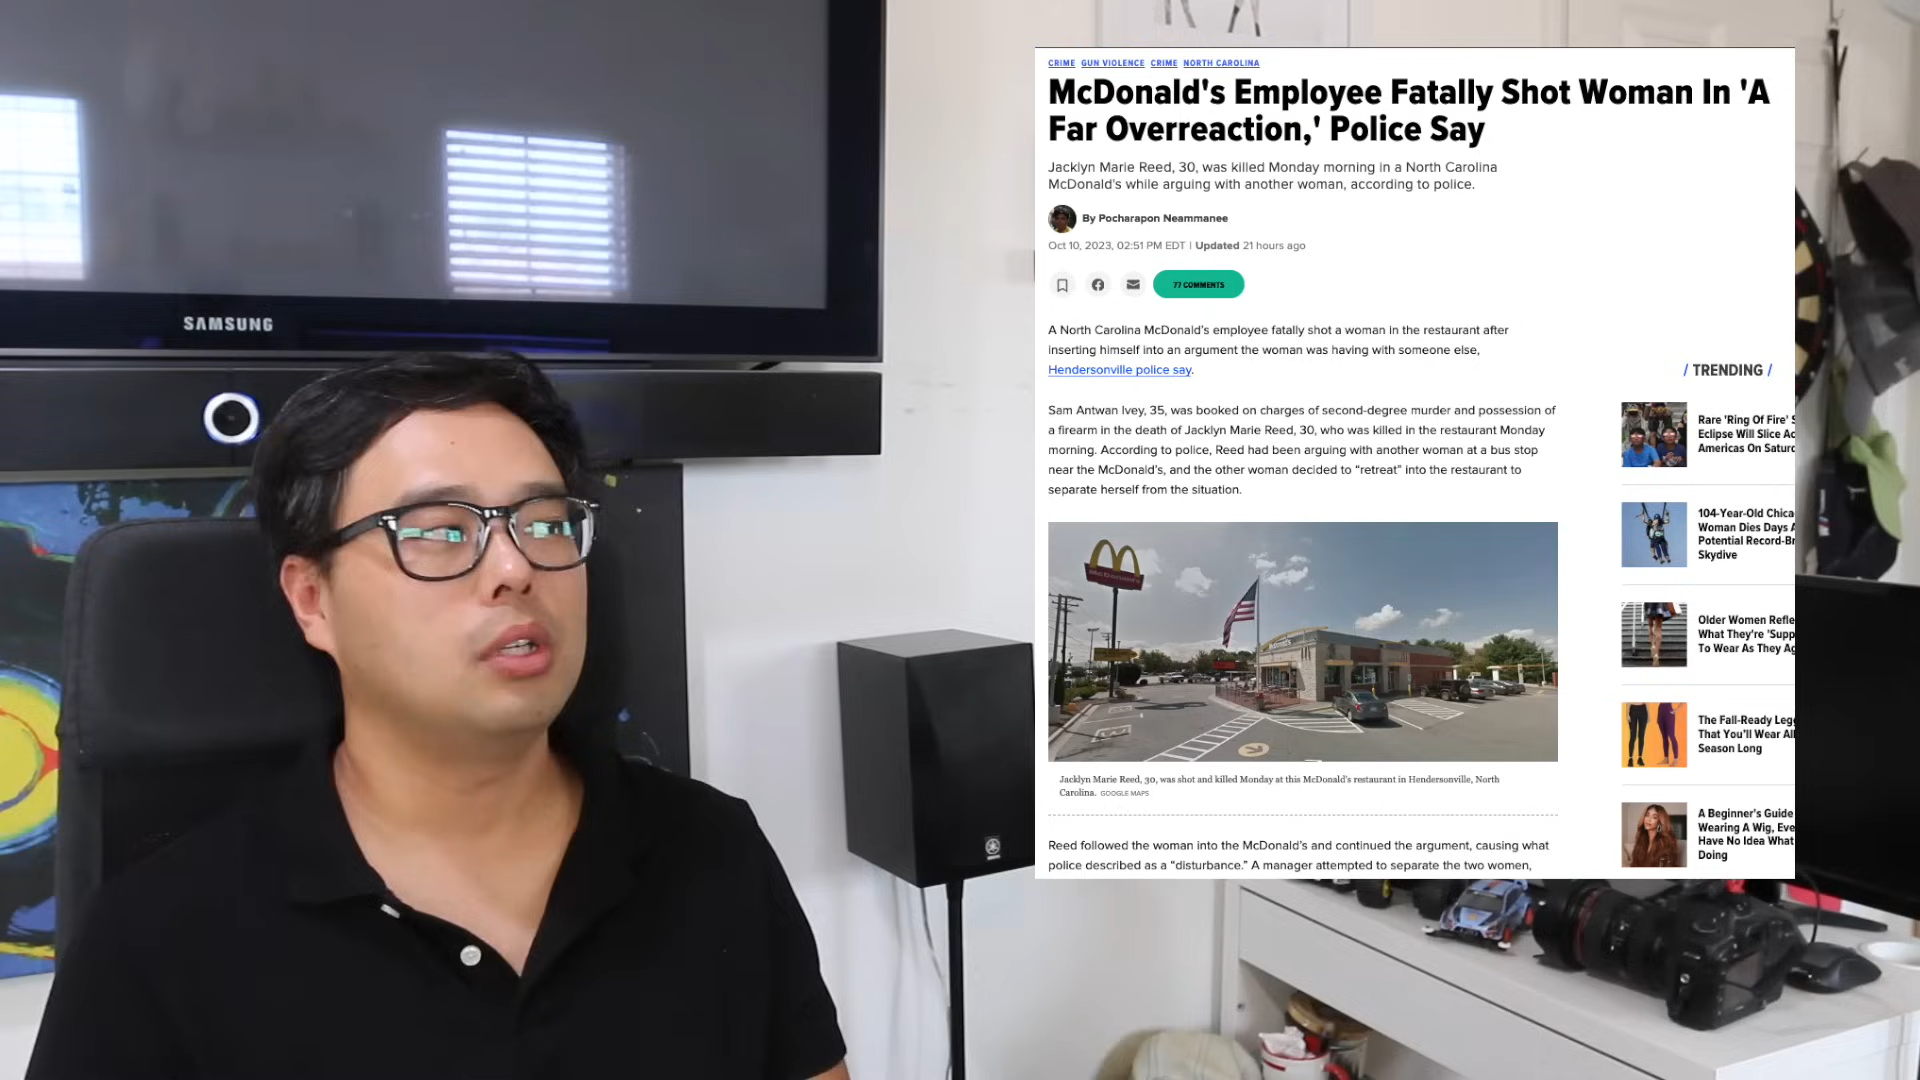 SAMSUNG
CRIME GUN VIOLENCE CRIME NORTH CAROLINA
McDonald's Employee Fatally Shot Woman In 'A
Far Overreaction,' Police Say
Jacklyn Marie Reed, 30, was killed Monday morning in a North Carolina
McDonald's while arguing with another woman, according to police.
By Pocharapon Neammanee
Oct 10, 2023, 02:51 PM EDT | Updated 21 hours ago
77 COMMENTS
A North Carolina McDonald's employee fatally shot a woman in the restaurant after
inserting himself into an argument the woman was having with someone else,
Hendersonville police say.
Sam Antwan Ivey, 35, was booked on charges of second-degree murder and possession of
a firearm in the death of Jacklyn Marie Reed, 30, who was killed in the restaurant Monday
morning. According to police, Reed had been arguing with another woman at a bus stop
near the McDonald's, and the other woman decided to “retreat” into the restaurant to
separate herself from the situation.
McDonald's
Jacklyn Marie Reed, 30, was shot and killed Monday at this McDonald's restaurant in Hendersonville, North
Carolina. GOOGLE MAPS
Reed followed the woman into the McDonald's and continued the argument, causing what
police described as a “disturbance.” A manager attempted to separate the two women,
/ TRENDING /
Rare 'Ring Of Fire' S
Eclipse Will Slice Ac
Americas On Saturd
104-Year-Old Chica
Woman Dies Days A
Potential Record-Br
Skydive
Older Women Refle
What They're 'Supp
To Wear As They Ag
The Fall-Ready Legg
That You'll Wear All
Season Long
A Beginner's Guide
Wearing A Wig, Eve
Have No Idea What
Doing